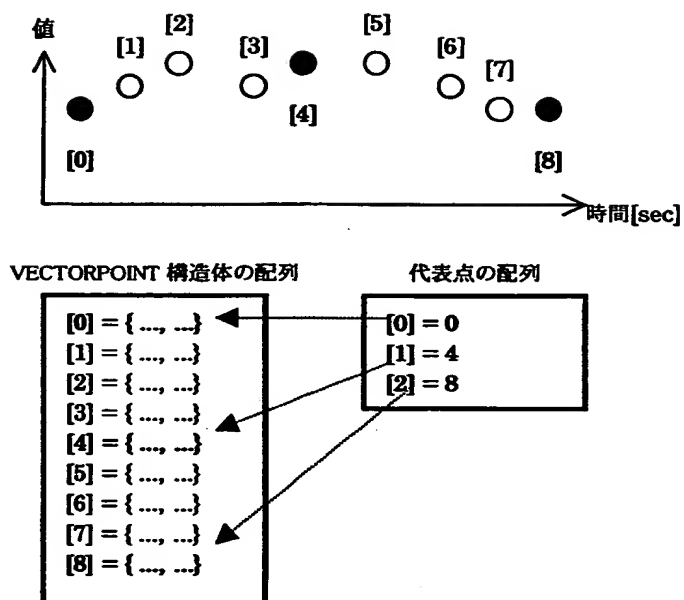 値
[0]
[1]
[2]
[3]
[4]
[5]
[6]
[7]
[8]
時間[sec]
VECTORPOINT 構造体の配列
[0] = { ..., ...}
[1] = { ..., ...}
[2] = { ..., ...}
[3] = { ..., ...}
[4] = { ..., ...}
[5] = { ..., ...}
[6] = { ..., ...}
[7] = { ..., ...}
[8] = { ..., ...}
代表点の配列
[0] = 0
[1] = 4
[2] = 8